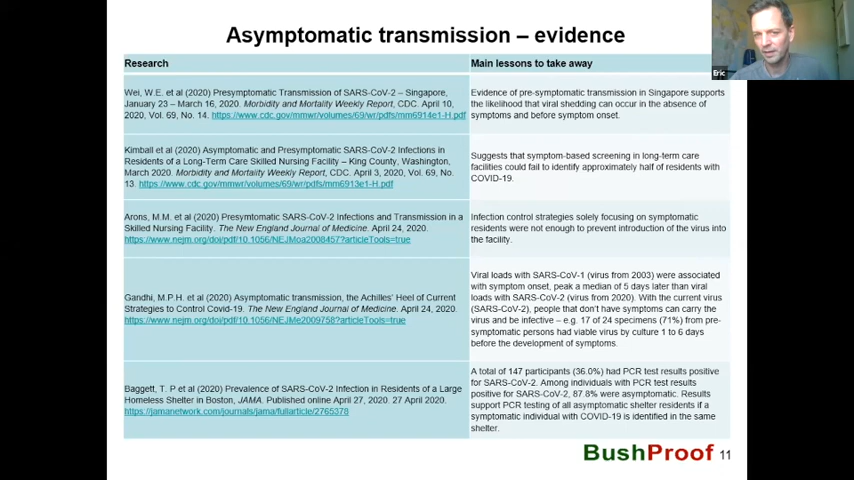 Asymptomatic transmission – evidence
Eric
Research
Main lessons to take away
Wei, W.E. et al (2020) Presymptomatic Transmission of SARS-CoV-2 – Singapore,
January 23 – March 16, 2020. Morbidity and Mortality Weekly Report, CDC. April 10,
2020, Vol. 69, No. 14. https://www.cdc.gov/mmwr/volumes/69/wr/pdfs/mm6914e1-H.pdf
Evidence of pre-symptomatic transmission in Singapore supports
the likelihood that viral shedding can occur in the absence of
symptoms and before symptom onset.
Kimball et al (2020) Asymptomatic and Presymptomatic SARS-CoV-2 Infections in
Residents of a Long-Term Care Skilled Nursing Facility – King County, Washington,
March 2020. Morbidity and Mortality Weekly Report, CDC. April 3, 2020, Vol. 69, No.
13. https://www.cdc.gov/mmwr/volumes/69/wr/pdfs/mm6913e1-H.pdf
Suggests that symptom-based screening in long-term care
facilities could fail to identify approximately half of residents with
COVID-19.
Arons, M.M. et al (2020) Presymtomatic SARS-CoV-2 Infections and Transmission in a
Skilled Nursing Facility. The New England Journal of Medicine. April 24, 2020.
https://www.nejm.org/doi/pdf/10.1056/NEJMoa2008457?articleTools=true
Infection control strategies solely focusing on symptomatic
residents were not enough to prevent introduction of the virus into
the facility.
Gandhi, M.P.H. et al (2020) Asymptomatic transmission, the Achilles' Heel of Current
Strategies to Control Covid-19. The New England Journal of Medicine. April 24, 2020.
https://www.nejm.org/doi/pdf/10.1056/NEJMe2009758?articleTools=true
Viral loads with SARS-CoV-1 (virus from 2003) were associated
with symptom onset, peak a median of 5 days later than viral
loads with SARS-CoV-2 (virus from 2020). With the current virus
(SARS-CoV-2), people that don't have symptoms can carry the
virus and be infective – e.g. 17 of 24 specimens (71%) from pre-
symptomatic persons had viable virus by culture 1 to 6 days
before the development of symptoms.
Baggett, T. P et al (2020) Prevalence of SARS-CoV-2 Infection in Residents of a Large
Homeless Shelter in Boston, JAMA. Published online April 27, 2020. 27 April 2020.
https://jamanetwork.com/journals/jama/fullarticle/2765378
A total of 147 participants (36.0%) had PCR test results positive
for SARS-CoV-2. Among individuals with PCR test results
positive for SARS-CoV-2, 87.8% were asymptomatic. Results
support PCR testing of all asymptomatic shelter residents if a
symptomatic individual with COVID-19 is identified in the same
shelter.
BushProof
11